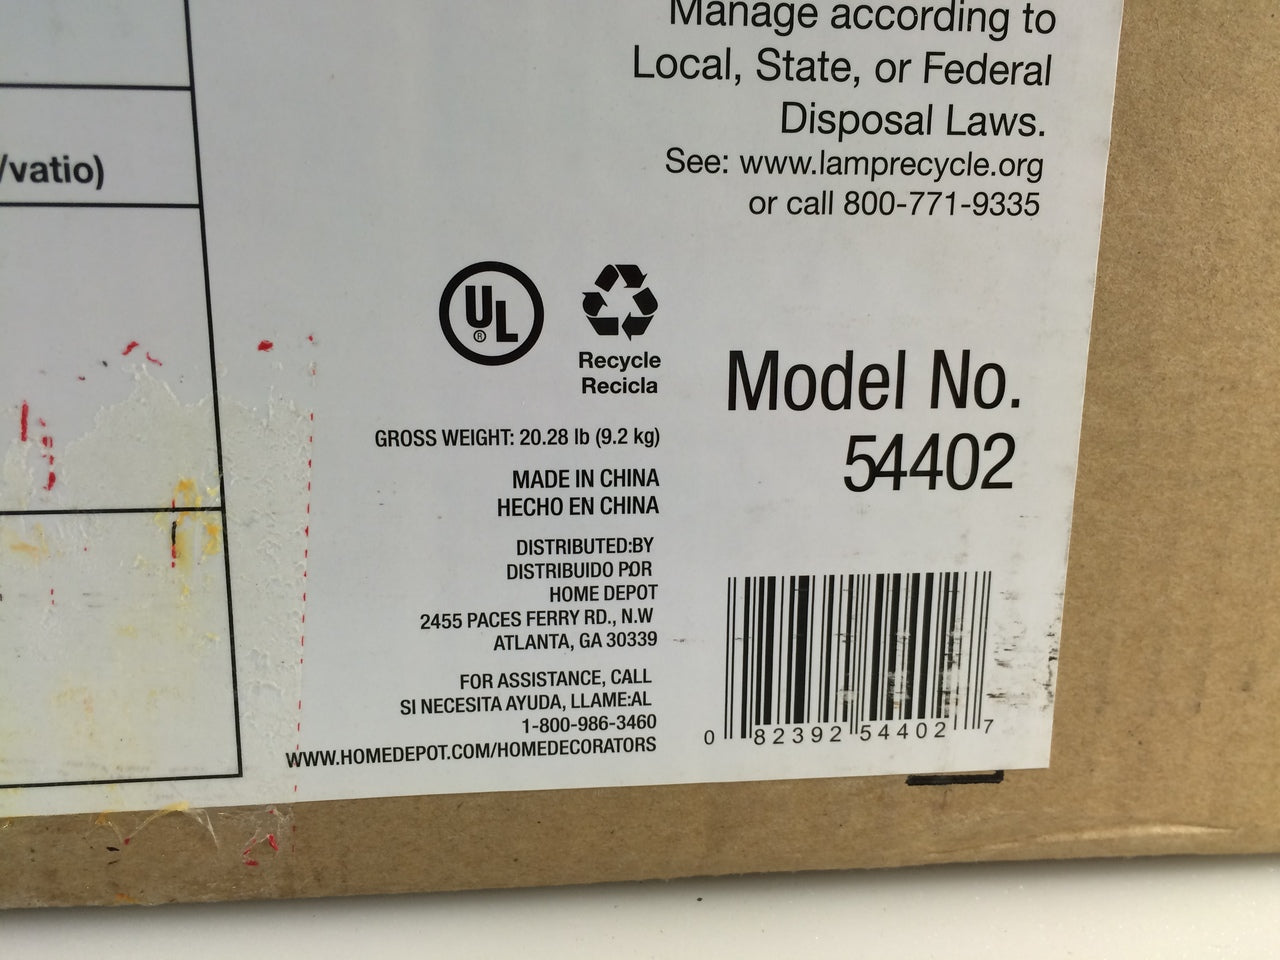 Manage according to
Local, State, or Federal
Disposal Laws.
See: www.lamprecycle.org
or call 800-771-9335
/vatio)
UL
®
Recycle
Recicla
Model No.
54402
GROSS WEIGHT: 20.28 lb (9.2 kg)
MADE IN CHINA
HECHO EN CHINA
DISTRIBUTED:BY
DISTRIBUIDO POR
HOME DEPOT
2455 PACES FERRY RD., N.W
ATLANTA, GA 30339
FOR ASSISTANCE, CALL
SI NECESITA AYUDA, LLAME:AL
1-800-986-3460
WWW.HOMEDEPOT.COM/HOMEDECORATORS
0 82392 54402 7